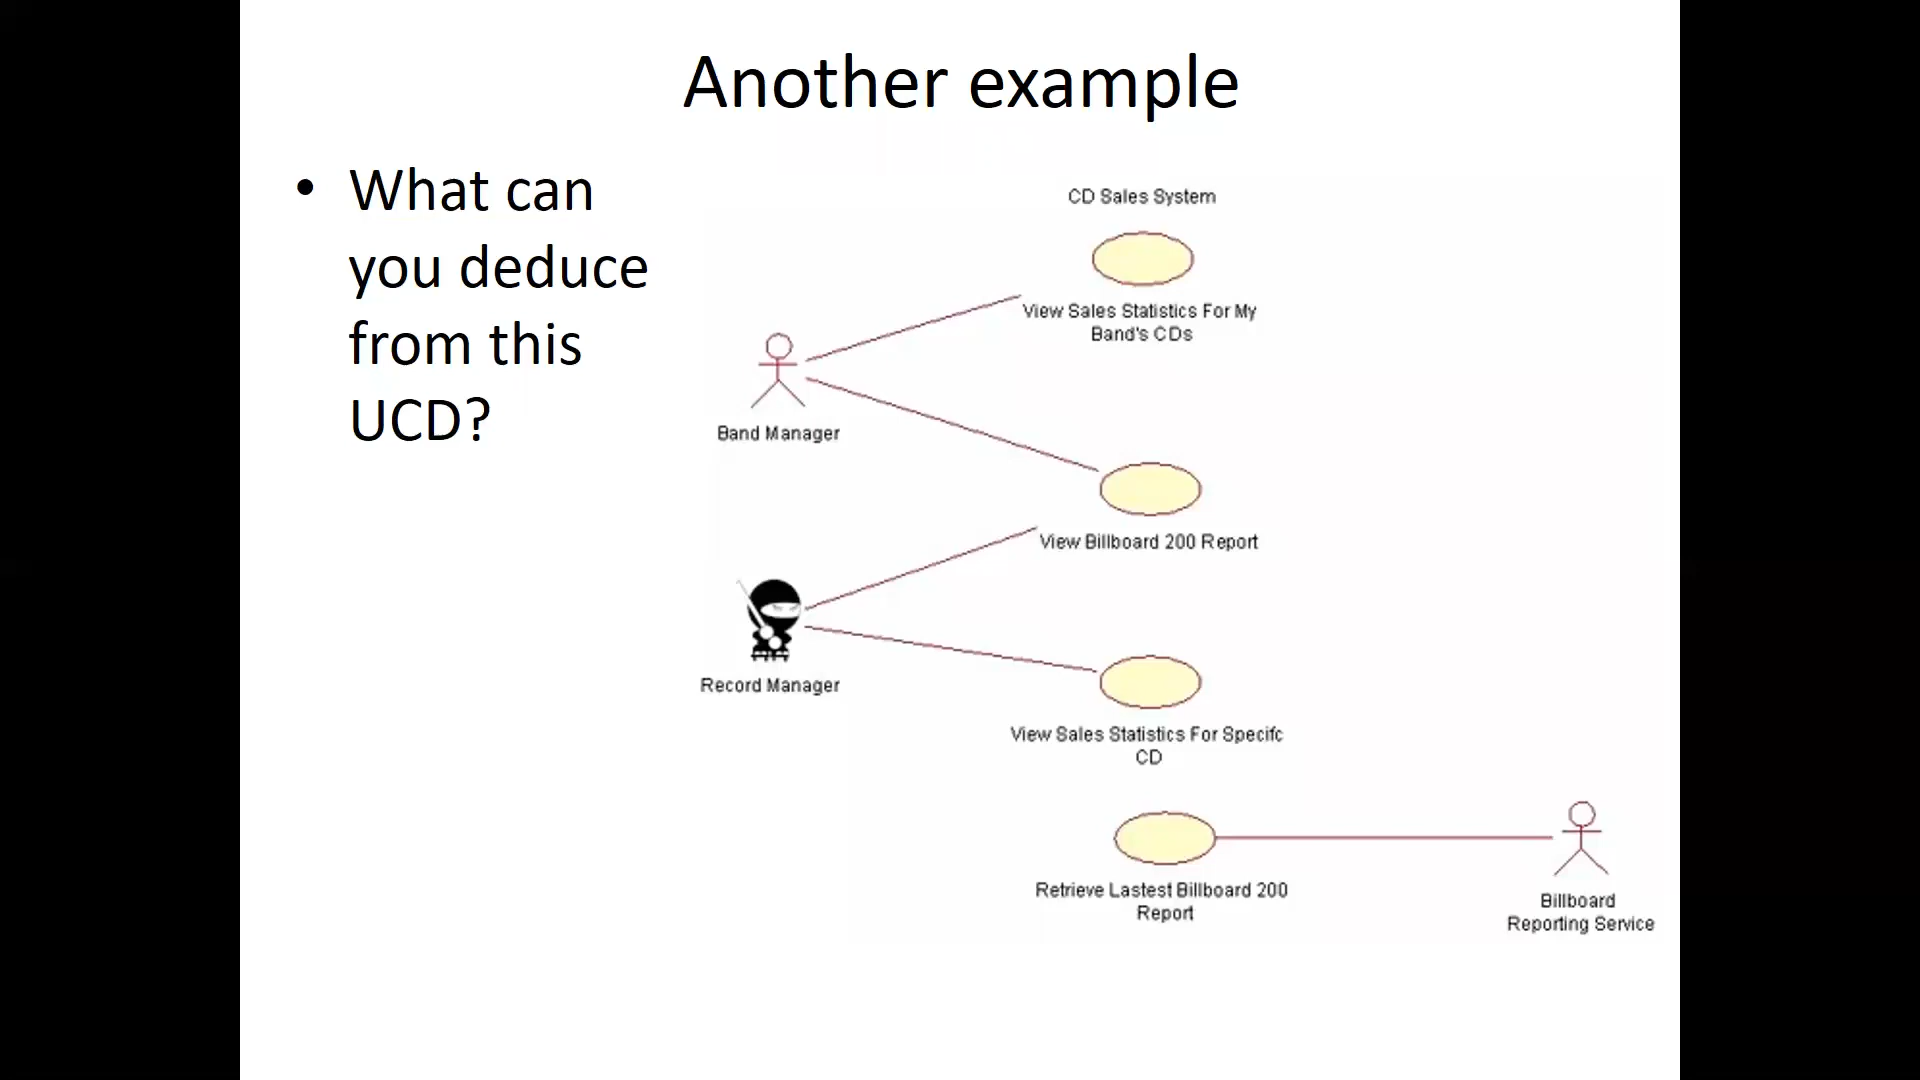 Another example
• What can
you deduce
from this
UCD?
CD Sales System
View Sales Statistics For My
Band's CDs
Band Manager
View Billboard 200 Report
Record Manager
View Sales Statistics For Specifc
CD
Retrieve Lastest Billboard 200
Report
Billboard
Reporting Service